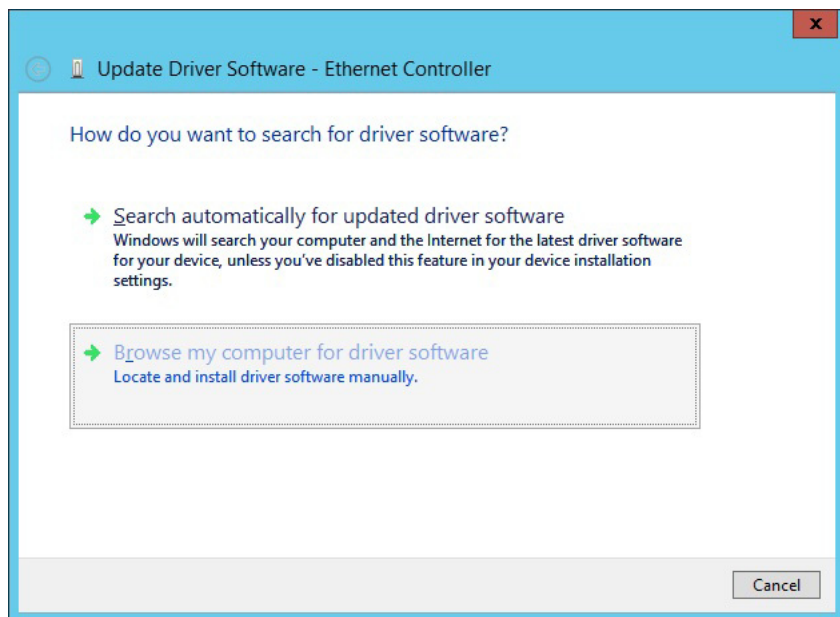 x
Update Driver Software - Ethernet Controller
How do you want to search for driver software?
Search automatically for updated driver software
Windows will search your computer and the Internet for the latest driver software
for your device, unless you've disabled this feature in your device installation
settings.
Browse my computer for driver software
Locate and install driver software manually.
Cancel